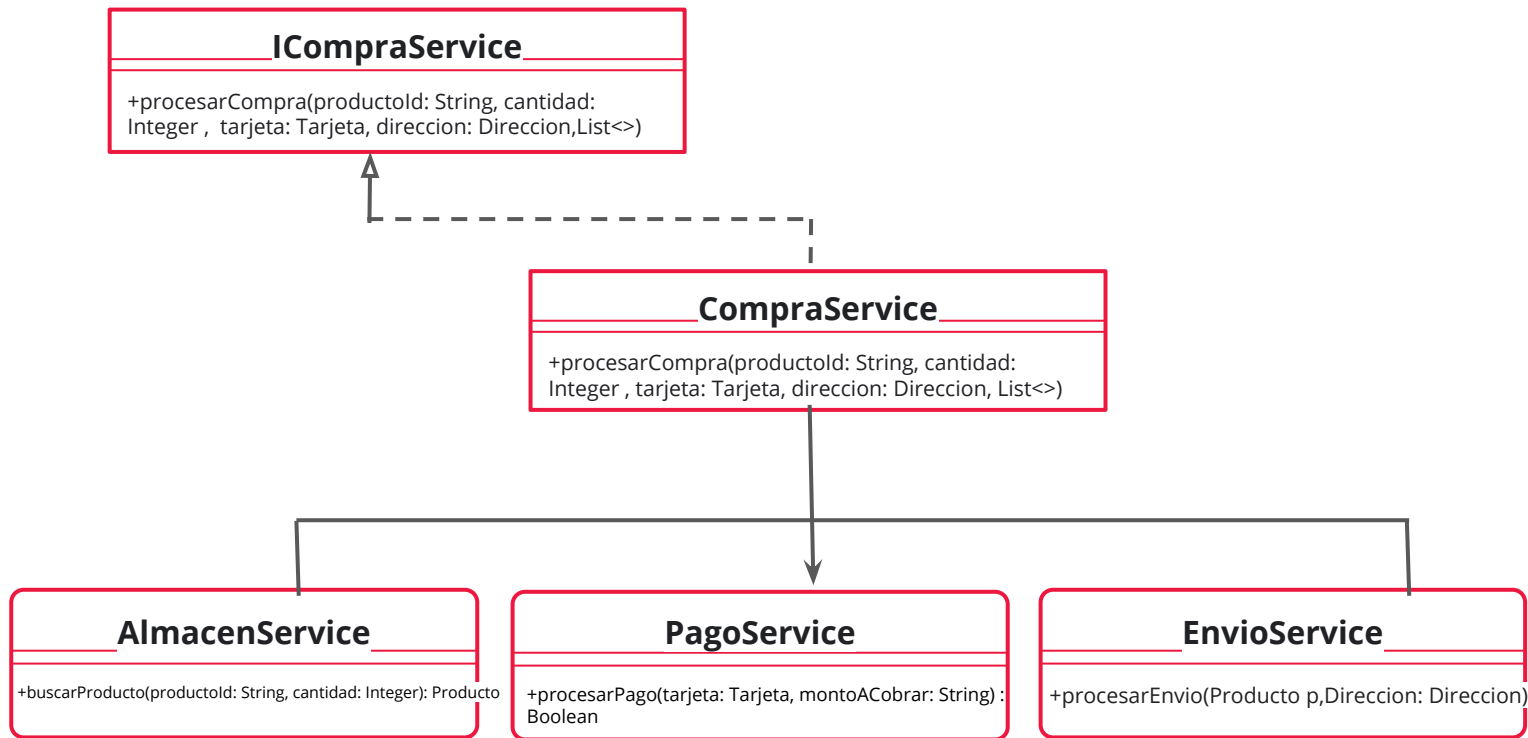 ICompraService
+procesarCompra(productoId: String, cantidad:
Integer , tarjeta: Tarjeta, direccion: Direccion,List<>)
CompraService
+procesarCompra(productoId: String, cantidad:
Integer , tarjeta: Tarjeta, direccion: Direccion, List<>)
AlmacenService
+buscarProducto(productoId: String, cantidad: Integer): Producto
PagoService
+procesarPago(tarjeta: Tarjeta, montoACobrar: String) :
Boolean
EnvioService
+procesarEnvio(Producto p,Direccion: Direccion)